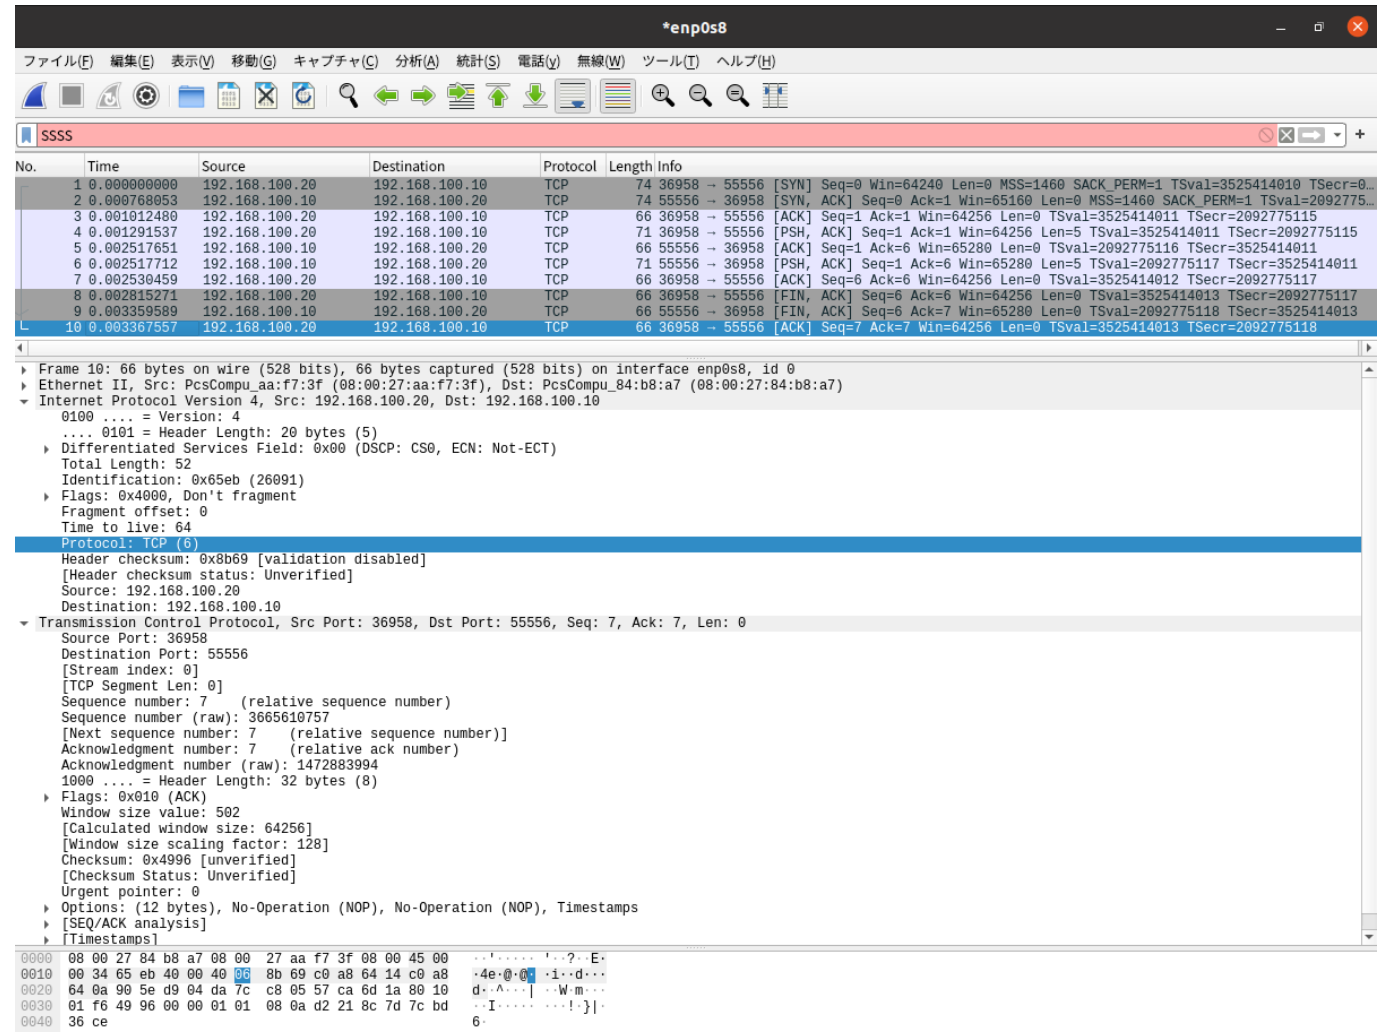 *enp0s8
ファイル(F) 編集(E) 表示(V) 移動(G) キャプチャ(C) 分析(A) 統計(S) 電話(y) 無線(W) ツール(T) ヘルプ(H)
ssss
No. Time Source Destination Protocol Length Info
1 0.000000000 192.168.100.20 192.168.100.10 TCP 74 36958 → 55556 [SYN] Seq=0 Win=64240 Len=0 MSS=1460 SACK_PERM=1 TSval=3525414010 TSecr=0…
2 0.000768053 192.168.100.10 192.168.100.20 TCP 74 55556 → 36958 [SYN, ACK] Seq=0 Ack=1 Win=65160 Len=0 MSS=1460 SACK_PERM=1 TSval=2092775…
3 0.001012480 192.168.100.20 192.168.100.10 TCP 66 36958 → 55556 [ACK] Seq=1 Ack=1 Win=64256 Len=0 TSval=3525414011 TSecr=2092775115
4 0.001291537 192.168.100.20 192.168.100.10 TCP 71 36958 → 55556 [PSH, ACK] Seq=1 Ack=1 Win=64256 Len=5 TSval=3525414011 TSecr=2092775115
5 0.002517651 192.168.100.10 192.168.100.20 TCP 66 55556 → 36958 [ACK] Seq=1 Ack=6 Win=65280 Len=0 TSval=2092775116 TSecr=3525414011
6 0.002517712 192.168.100.10 192.168.100.20 TCP 71 55556 → 36958 [PSH, ACK] Seq=1 Ack=6 Win=65280 Len=5 TSval=2092775117 TSecr=3525414011
7 0.002530459 192.168.100.20 192.168.100.10 TCP 66 36958 → 55556 [ACK] Seq=6 Ack=6 Win=64256 Len=0 TSval=3525414012 TSecr=2092775117
8 0.002815271 192.168.100.20 192.168.100.10 TCP 66 36958 → 55556 [FIN, ACK] Seq=6 Ack=6 Win=64256 Len=0 TSval=3525414013 TSecr=2092775117
9 0.003359589 192.168.100.10 192.168.100.20 TCP 66 55556 → 36958 [FIN, ACK] Seq=6 Ack=7 Win=65280 Len=0 TSval=2092775118 TSecr=3525414013
10 0.003367557 192.168.100.20 192.168.100.10 TCP 66 36958 → 55556 [ACK] Seq=7 Ack=7 Win=64256 Len=0 TSval=3525414013 TSecr=2092775118
Frame 10: 66 bytes on wire (528 bits), 66 bytes captured (528 bits) on interface enp0s8, id 0
Ethernet II, Src: PcsCompu_aa:f7:3f (08:00:27:aa:f7:3f), Dst: PcsCompu_84:b8:a7 (08:00:27:84:b8:a7)
Internet Protocol Version 4, Src: 192.168.100.20, Dst: 192.168.100.10
0100 .... = Version: 4
.... 0101 = Header Length: 20 bytes (5)
Differentiated Services Field: 0x00 (DSCP: CS0, ECN: Not-ECT)
Total Length: 52
Identification: 0x65eb (26091)
Flags: 0x4000, Don't fragment
Fragment offset: 0
Time to live: 64
Protocol: TCP (6)
Header checksum: 0x8b69 [validation disabled]
[Header checksum status: Unverified]
Source: 192.168.100.20
Destination: 192.168.100.10
Transmission Control Protocol, Src Port: 36958, Dst Port: 55556, Seq: 7, Ack: 7, Len: 0
Source Port: 36958
Destination Port: 55556
[Stream index: 0]
[TCP Segment Len: 0]
Sequence number: 7 (relative sequence number)
Sequence number (raw): 3665610757
[Next sequence number: 7 (relative sequence number)]
Acknowledgment number: 7 (relative ack number)
Acknowledgment number (raw): 1472883994
1000 .... = Header Length: 32 bytes (8)
Flags: 0x010 (ACK)
Window size value: 502
[Calculated window size: 64256]
[Window size scaling factor: 128]
Checksum: 0x4996 [unverified]
[Checksum Status: Unverified]
Urgent pointer: 0
Options: (12 bytes), No-Operation (NOP), No-Operation (NOP), Timestamps
[SEQ/ACK analysis]
[Timestamps]
0000 08 00 27 84 b8 a7 08 00 27 aa f7 3f 08 00 45 00 ··'····· '··?··E·
0010 00 34 65 eb 40 00 40 06 8b 69 c0 a8 64 14 c0 a8 ·4e·@·@· ·i··d···
0020 64 0a 90 5e d9 04 da 7c c8 05 57 ca 6d 1a 80 10 d··^···| ··W·m···
0030 01 f6 49 96 00 00 01 01 08 0a d2 21 8c 7d 7c bd ··I····· ···!·}|·
0040 36 ce 6·